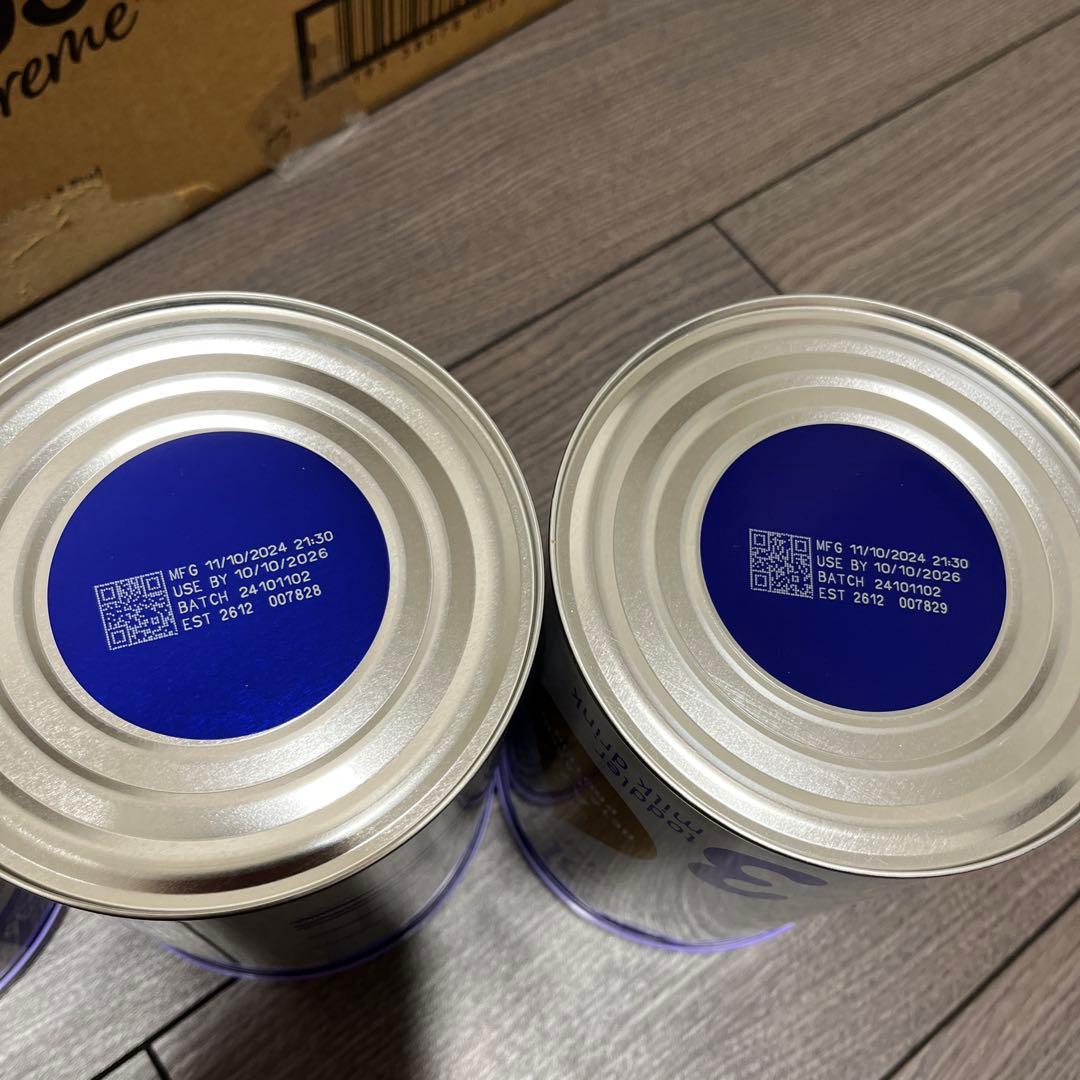 MFG 11/10/2024 21:30
USE BY 10/10/2026
BATCH 24101102
EST 2612 007828
MFG 11/10/2024 21:30
USE BY 10/10/2026
BATCH 24101102
EST 2612 007829
3
toddler
milk drink